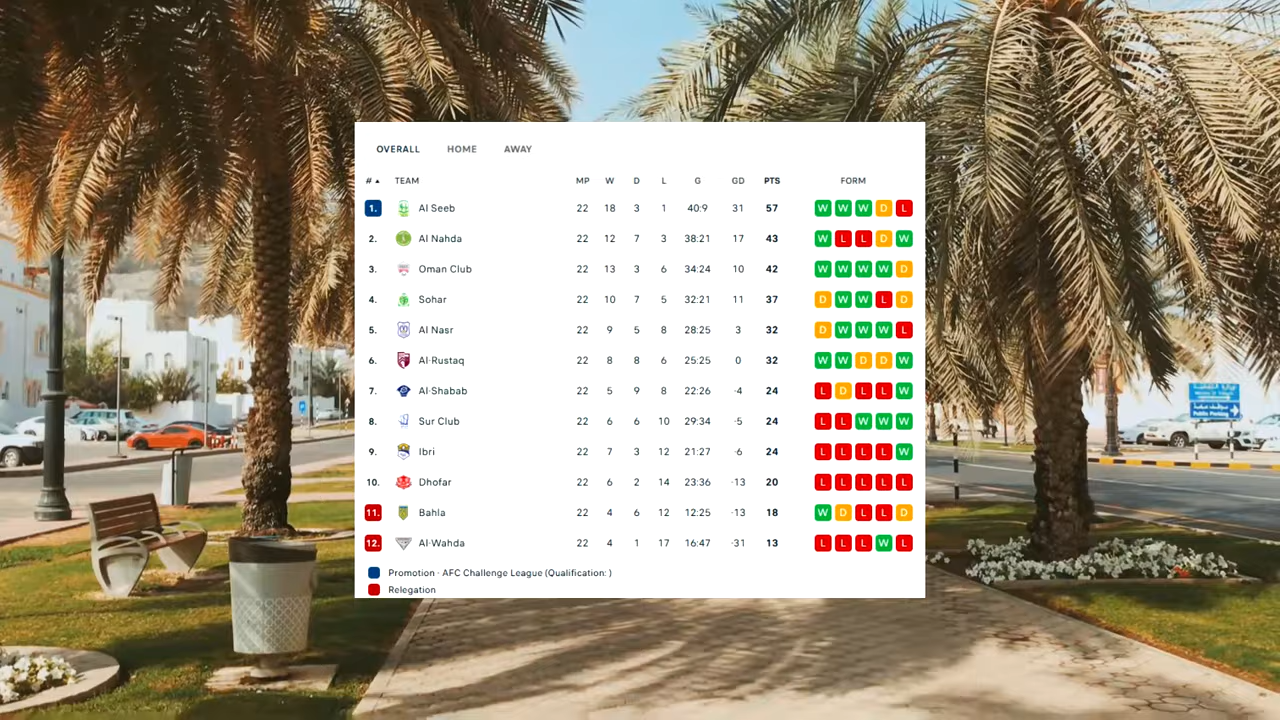 OVERALL HOME AWAY
# TEAM MP W D L G GD PTS FORM
1. Al Seeb 22 18 3 1 40:9 31 57 W W W D L
2. Al Nahda 22 12 7 3 38:21 17 43 W L L D W
3. Oman Club 22 13 3 6 34:24 10 42 W W W W D
4. Sohar 22 10 7 5 32:21 11 37 D W W L D
5. Al Nasr 22 9 5 8 28:25 3 32 D W W W L
6. Al-Rustaq 22 8 8 6 25:25 0 32 W W D D W
7. Al-Shabab 22 5 9 8 22:26 -4 24 L D L L W
8. Sur Club 22 6 6 10 29:34 -5 24 L L W W W
9. Ibri 22 7 3 12 21:27 -6 24 L L L L W
10. Dhofar 22 6 2 14 23:36 -13 20 L L L L L
11. Bahla 22 4 6 12 12:25 -13 18 W D L L D
12. Al-Wahda 22 4 1 17 16:47 -31 13 L L L W L
Promotion - AFC Challenge League (Qualification: )
Relegation
Public Parking